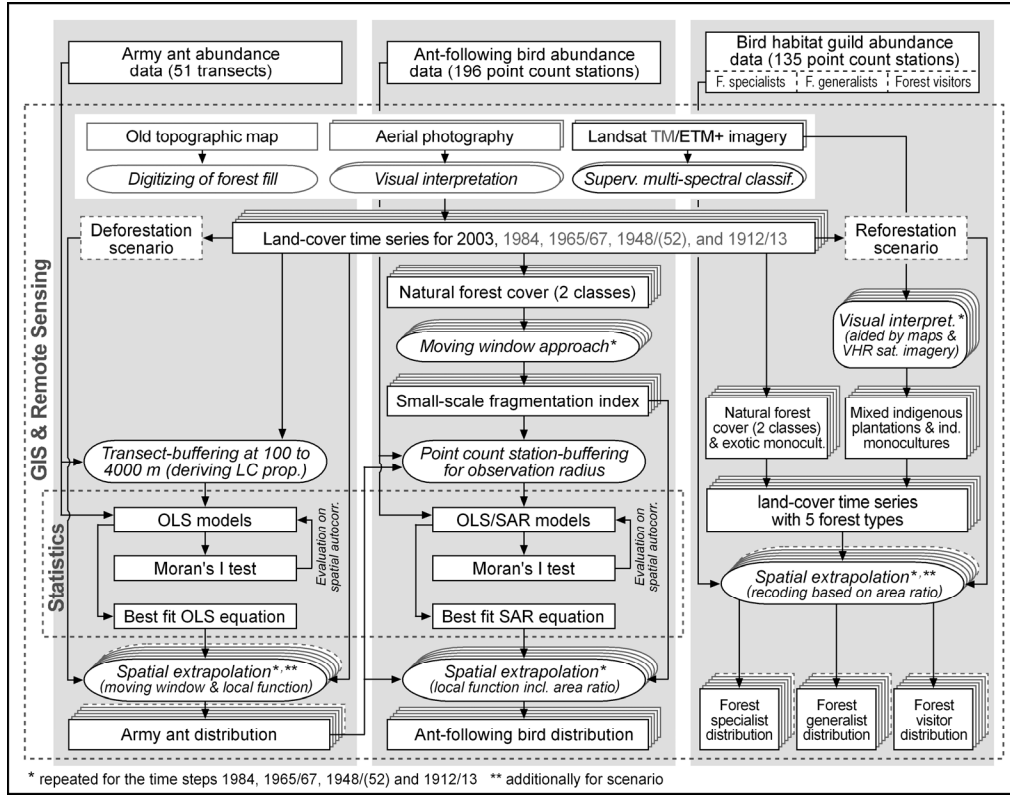 Army ant abundance
data (51 transects)
Ant-following bird abundance
data (196 point count stations)
Bird habitat guild abundance
data (135 point count stations)
F. specialists
F. generalists
Forest visitors
Old topographic map
Aerial photography
Landsat TM/ETM+ imagery
Digitizing of forest fill
Visual interpretation
Superv. multi-spectral classif.
Deforestation
scenario
Land-cover time series for 2003, 1984, 1965/67, 1948/(52), and 1912/13
Reforestation
scenario
GIS & Remote Sensing
Natural forest cover (2 classes)
Moving window approach*
Visual interpret.*
(aided by maps &
VHR sat. imagery)
Small-scale fragmentation index
Natural forest
cover (2 classes)
& exotic monocult.
Mixed indigenous
plantations & ind.
monocultures
Transect-buffering at 100 to
4000 m (deriving LC prop.)
Point count station-buffering
for observation radius
land-cover time series
with 5 forest types
Statistics
OLS models
Moran's I test
Evaluation on
spatial autocorr.
Best fit OLS equation
OLS/SAR models
Moran's I test
Evaluation on
spatial autocorr.
Best fit SAR equation
Spatial extrapolation*,**
(recoding based on area ratio)
Spatial extrapolation*,**
(moving window & local function)
Spatial extrapolation*
(local function incl. area ratio)
Army ant distribution
Ant-following bird distribution
Forest
specialist
distribution
Forest
generalist
distribution
Forest
visitor
distribution
* repeated for the time steps 1984, 1965/67, 1948/(52) and 1912/13 ** additionally for scenario